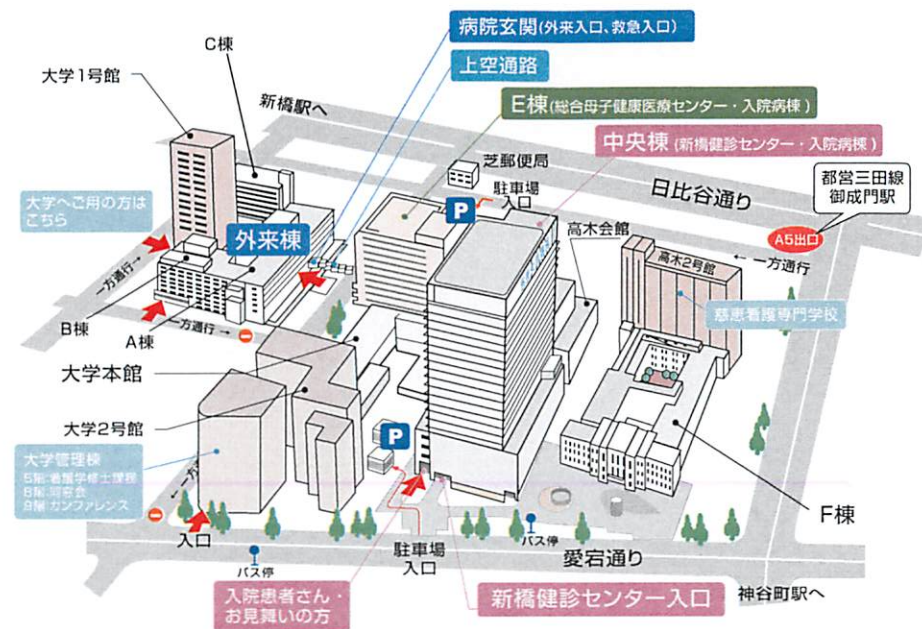 病院玄関(外来入口、救急入口)
C棟
上空通路
大学1号館
新橋駅へ
E棟(総合母子健康医療センター・入院病棟)
中央棟(新橋健診センター・入院病棟)
芝郵便局
日比谷通り
都営三田線
御成門駅
駐車場
入口
P
大学へご用の方は
こちら
外来棟
A5出口
高木会館
高木2号館
← 一方通行
一方通行 →
慈恵看護専門学校
B棟
A棟
一方通行 →
大学本館
大学2号館
P
大学管理棟
5階:看護学修士課程
8階:同窓会
9階:カンファレンス
F棟
入口
バス停
駐車場
入口
バス停
愛宕通り
入院患者さん・
お見舞いの方
新橋健診センター入口
神谷町駅へ